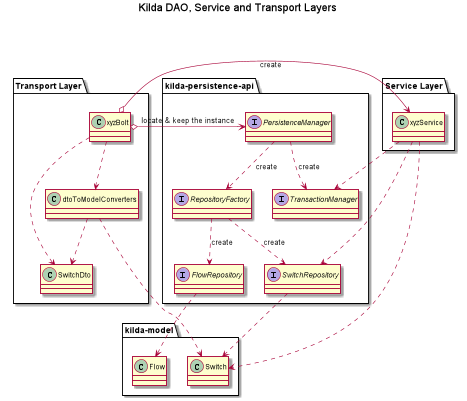 Kilda DAO, Service and Transport Layers
create
Transport Layer
kilda-persistence-api
Service Layer
C xyzBolt
locate & keep the instance
I PersistenceManager
C xyzService
create
create
C dtoToModelConverters
I RepositoryFactory
I TransactionManager
create
create
C SwitchDto
I FlowRepository
I SwitchRepository
kilda-model
C Flow
C Switch